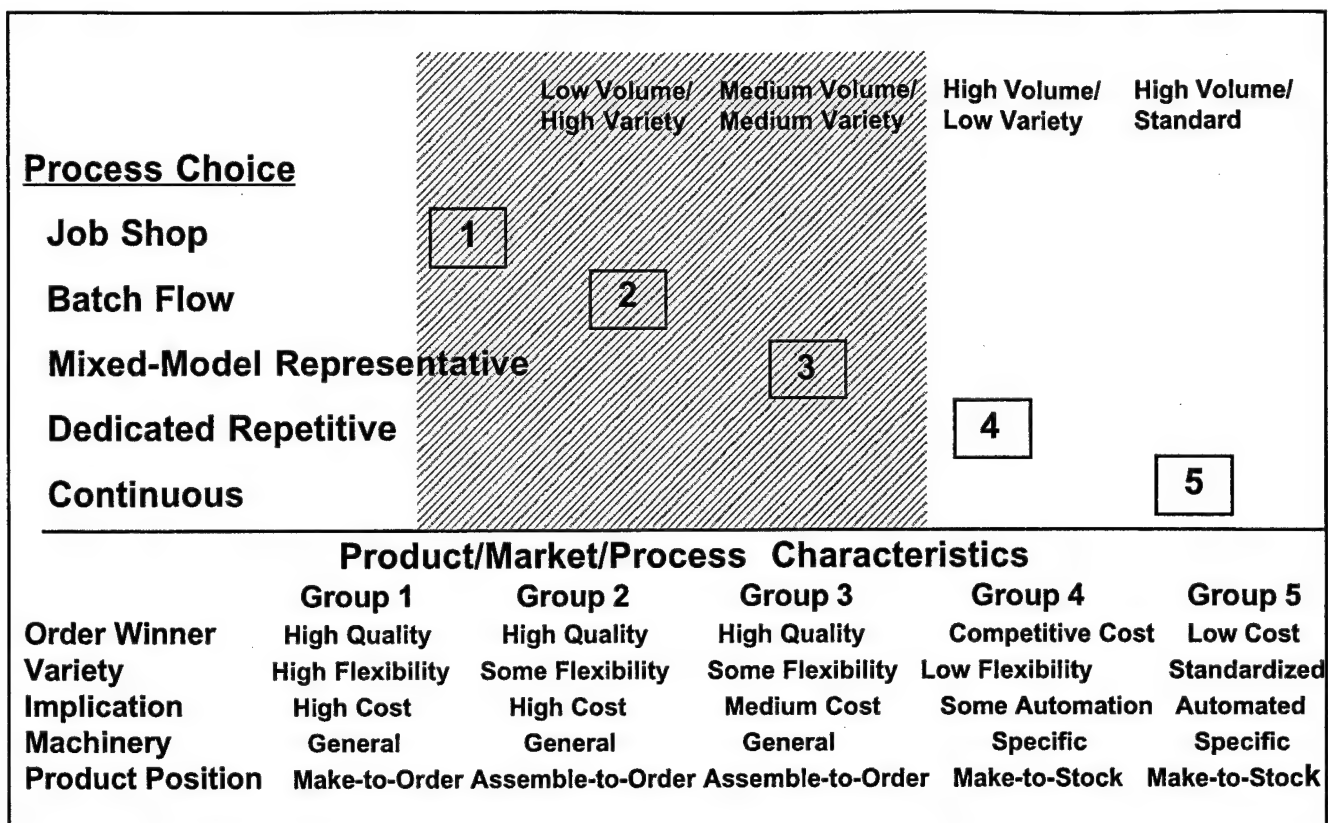 Low Volume/ Medium Volume/ High Volume/ High Volume/
High Variety Medium Variety Low Variety Standard
Process Choice
Job Shop 1
Batch Flow 2
Mixed-Model Representative 3
Dedicated Repetitive 4
Continuous 5
Product/Market/Process Characteristics
Group 1 Group 2 Group 3 Group 4 Group 5
Order Winner High Quality High Quality High Quality Competitive Cost Low Cost
Variety High Flexibility Some Flexibility Some Flexibility Low Flexibility Standardized
Implication High Cost High Cost Medium Cost Some Automation Automated
Machinery General General General Specific Specific
Product Position Make-to-Order Assemble-to-Order Assemble-to-Order Make-to-Stock Make-to-Stock